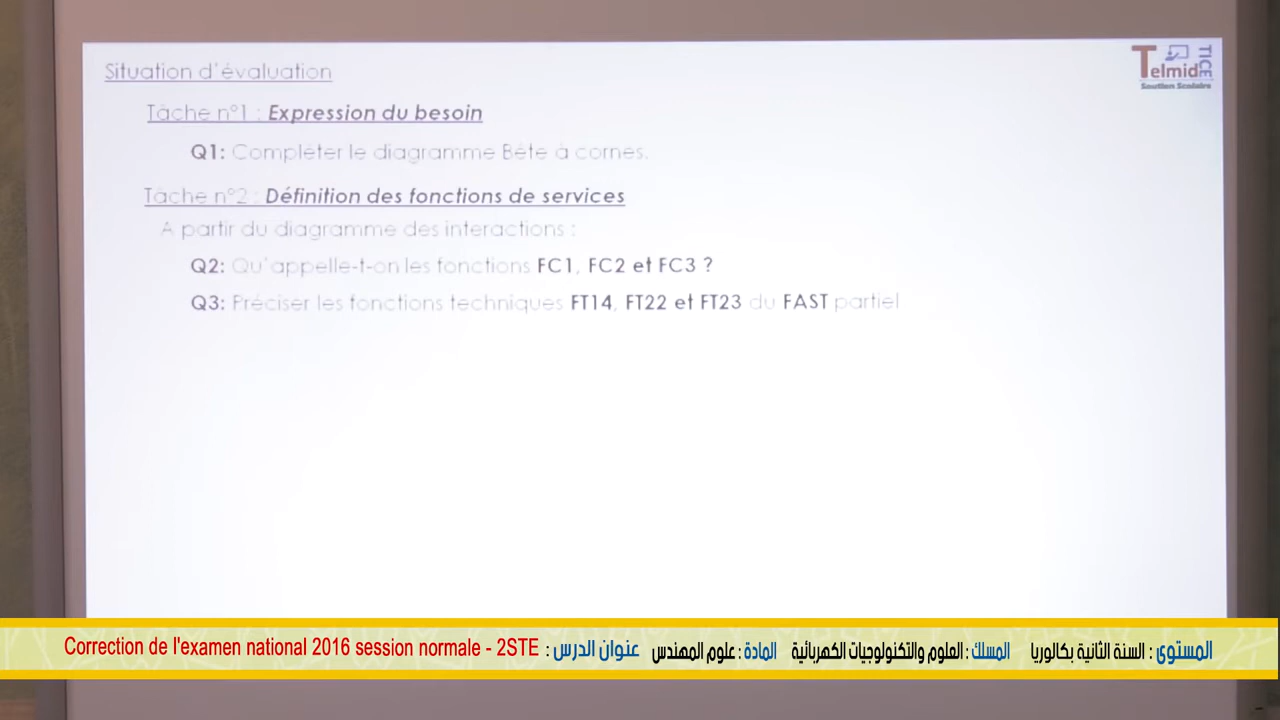 Situation d'évaluation
Telmid TICE
Soutien Scolaire
Tâche n°1 : Expression du besoin
Q1: Compléter le diagramme Bête à cornes.
Tâche n°2 : Définition des fonctions de services
A partir du diagramme des interactions :
Q2: Qu'appelle-t-on les fonctions FC1, FC2 et FC3 ?
Q3: Préciser les fonctions techniques FT14, FT22 et FT23 du FAST partiel
المستوى : السنة الثانية بكالوريا المسلك : العلوم والتكنولوجيات الكهربائية المادة : علوم المهندس عنوان الدرس : Correction de l'examen national 2016 session normale - 2STE